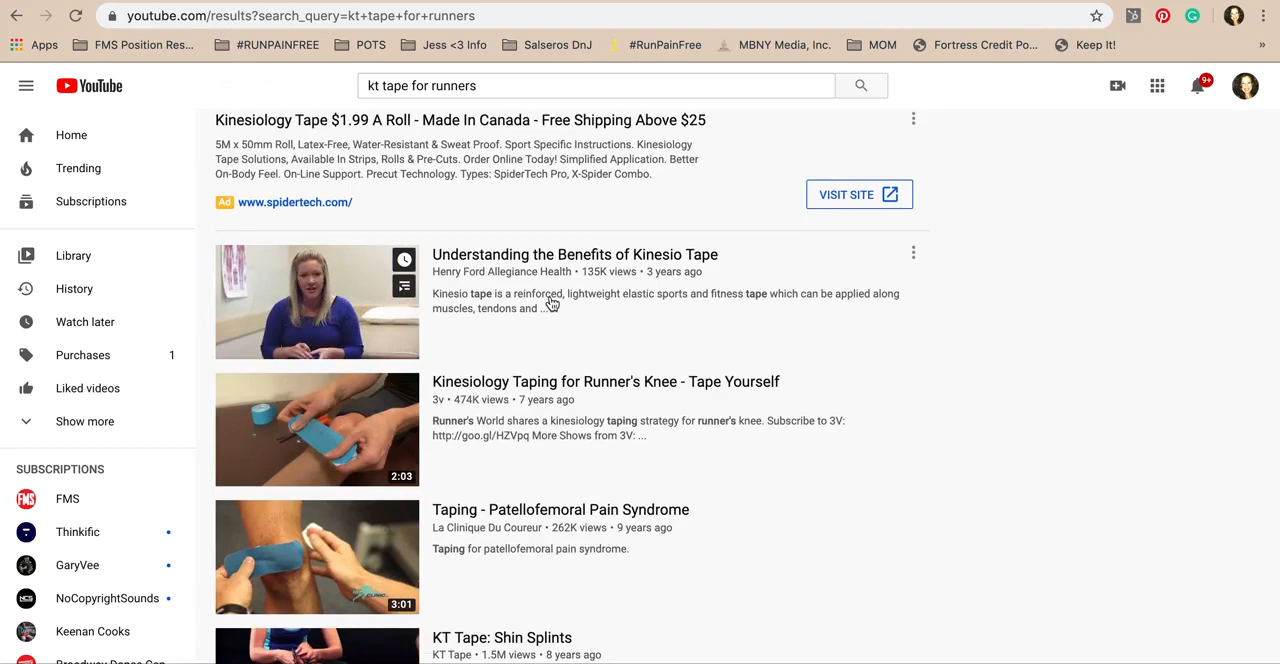 youtube.com/results?search_query=kt+tape+for+runners
Apps FMS Position Res... #RUNPAINFREE POTS Jess <3 Info Salseros DnJ #RunPainFree MBNY Media, Inc. MOM Fortress Credit Po... Keep It! »
YouTube kt tape for runners 9+
Home
Trending
Subscriptions
Library
History
Watch later
Purchases 1
Liked videos
Show more
SUBSCRIPTIONS
FMS
Thinkific
GaryVee
NoCopyrightSounds
Keenan Cooks
Kinesiology Tape $1.99 A Roll - Made In Canada - Free Shipping Above $25
5M x 50mm Roll, Latex-Free, Water-Resistant & Sweat Proof. Sport Specific Instructions. Kinesiology
Tape Solutions, Available In Strips, Rolls & Pre-Cuts. Order Online Today! Simplified Application. Better
On-Body Feel. On-Line Support. Precut Technology. Types: SpiderTech Pro, X-Spider Combo.
Ad www.spidertech.com/
VISIT SITE
Understanding the Benefits of Kinesio Tape
Henry Ford Allegiance Health • 135K views • 3 years ago
Kinesio tape is a reinforced, lightweight elastic sports and fitness tape which can be applied along
muscles, tendons and ...
Kinesiology Taping for Runner's Knee - Tape Yourself
3v • 474K views • 7 years ago
Runner's World shares a kinesiology taping strategy for runner's knee. Subscribe to 3V:
http://goo.gl/HZVpq More Shows from 3V: ...
2:03
Taping - Patellofemoral Pain Syndrome
La Clinique Du Coureur • 262K views • 9 years ago
Taping for patellofemoral pain syndrome.
3:01
KT Tape: Shin Splints
KT Tape • 1.5M views • 8 years ago